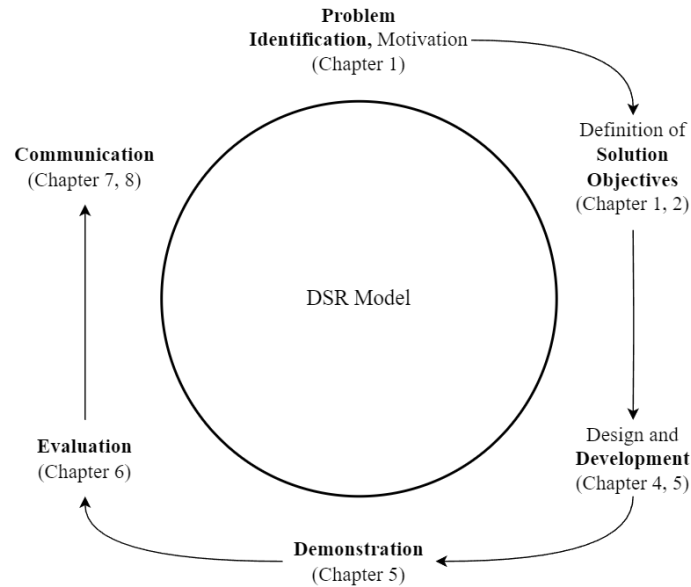 Problem
Identification, Motivation
(Chapter 1)
Definition of
Solution
Objectives
(Chapter 1, 2)
Design and
Development
(Chapter 4, 5)
Demonstration
(Chapter 5)
Evaluation
(Chapter 6)
Communication
(Chapter 7, 8)
DSR Model